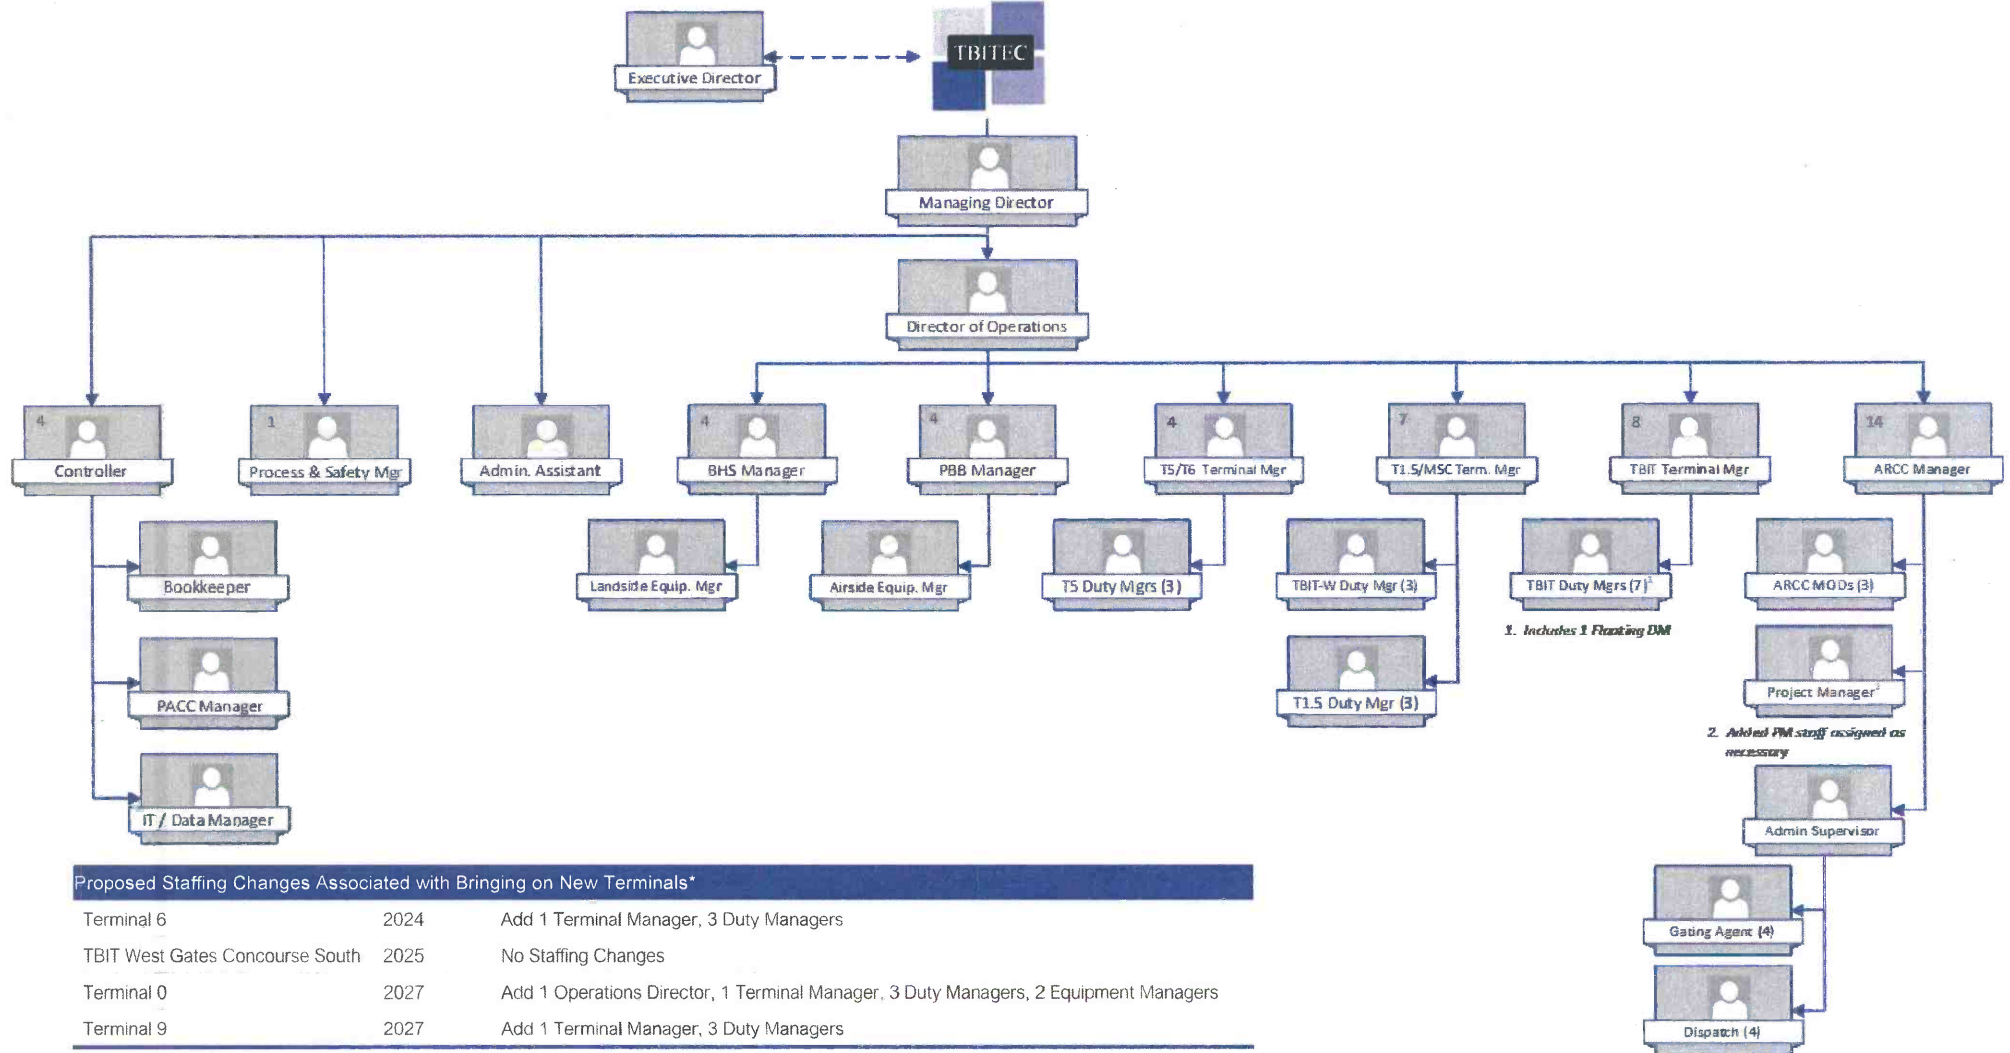 TBITEC
Executive Director
Managing Director
Director of Operations
4
Controller
1
Process & Safety Mgr
Admin. Assistant
4
BHS Manager
4
PBB Manager
4
T5/T6 Terminal Mgr
7
T1.5/MSC Term. Mgr
8
TBIT Terminal Mgr
14
ARCC Manager
Bookkeeper
Landside Equip. Mgr
Airside Equip. Mgr
T5 Duty Mgrs (3)
TBIT-W Duty Mgr (3)
TBIT Duty Mgrs (7)1
ARCC MODs (3)
1. Includes 1 Floating DM
PACC Manager
T1.5 Duty Mgr (3)
Project Manager2
2. Added PM staff assigned as
necessary
IT / Data Manager
Admin Supervisor
Gating Agent (4)
Dispatch (4)
Proposed Staffing Changes Associated with Bringing on New Terminals*
Terminal 6 2024 Add 1 Terminal Manager, 3 Duty Managers
TBIT West Gates Concourse South 2025 No Staffing Changes
Terminal 0 2027 Add 1 Operations Director, 1 Terminal Manager, 3 Duty Managers, 2 Equipment Managers
Terminal 9 2027 Add 1 Terminal Manager, 3 Duty Managers